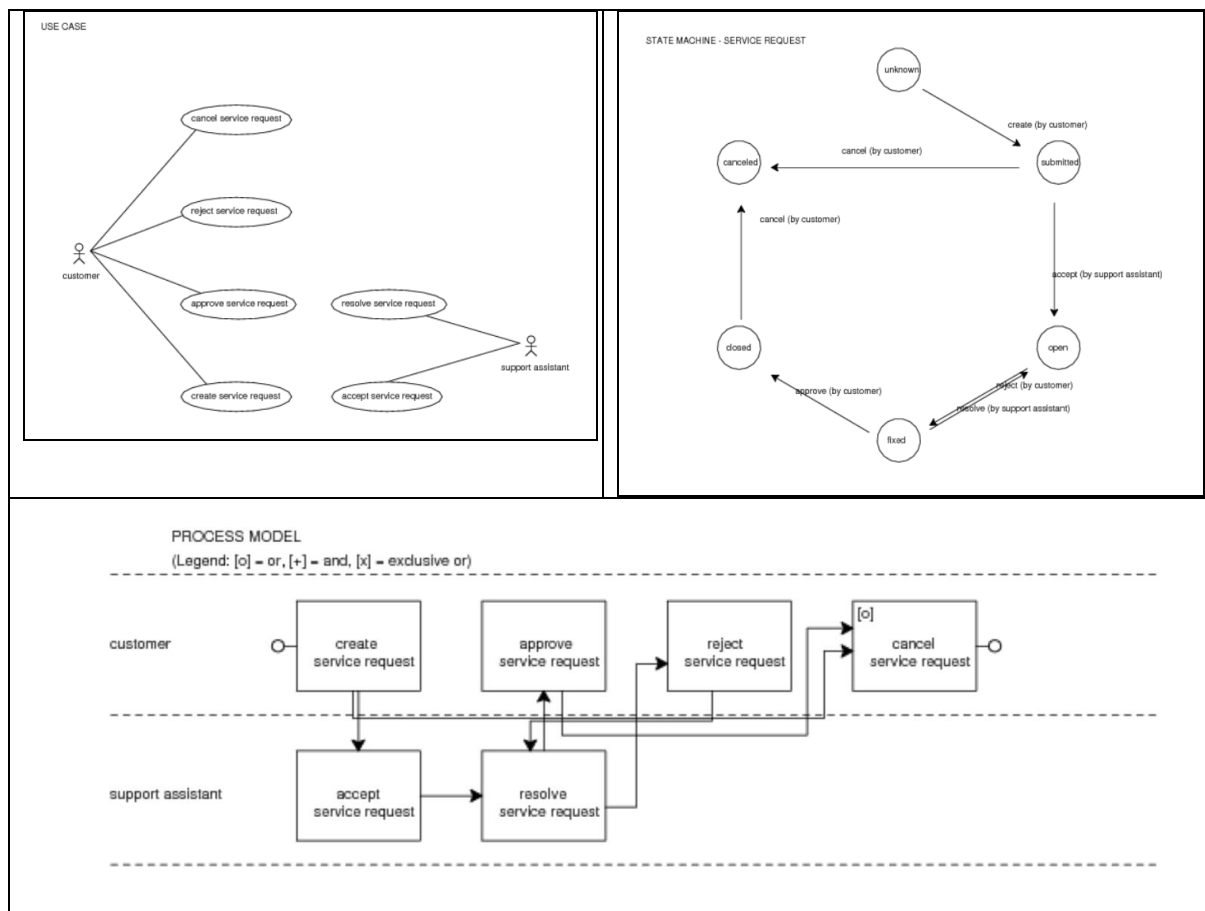 USE CASE
cancel service request
reject service request
customer
approve service request
resolve service request
support assistant
create service request
accept service request
STATE MACHINE - SERVICE REQUEST
unknown
create (by customer)
cancel (by customer)
canceled
submitted
cancel (by customer)
accept (by support assistant)
closed
open
reject (by customer)
approve (by customer)
resolve (by support assistant)
fixed
PROCESS MODEL
(Legend: [o] = or, [+] = and, [x] = exclusive or)
customer
create
service request
approve
service request
reject
service request
[o]
cancel
service request
support assistant
accept
service request
resolve
service request